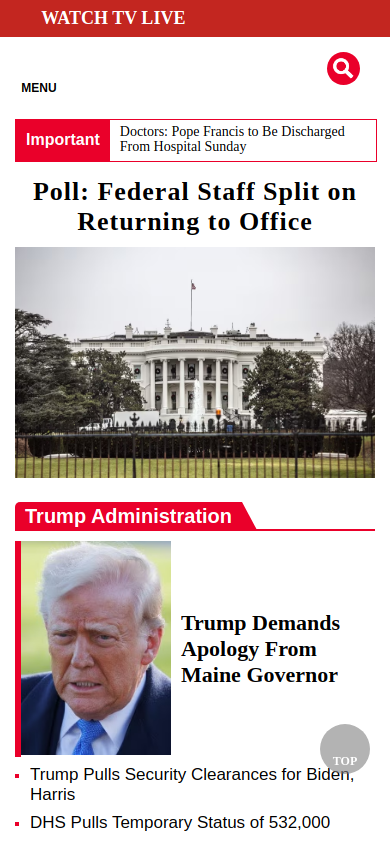 WATCH TV LIVE
MENU
Important
Doctors: Pope Francis to Be Discharged
From Hospital Sunday
Poll: Federal Staff Split on
Returning to Office
Trump Administration
Trump Demands
Apology From
Maine Governor
TOP
Trump Pulls Security Clearances for Biden,
Harris
DHS Pulls Temporary Status of 532,000